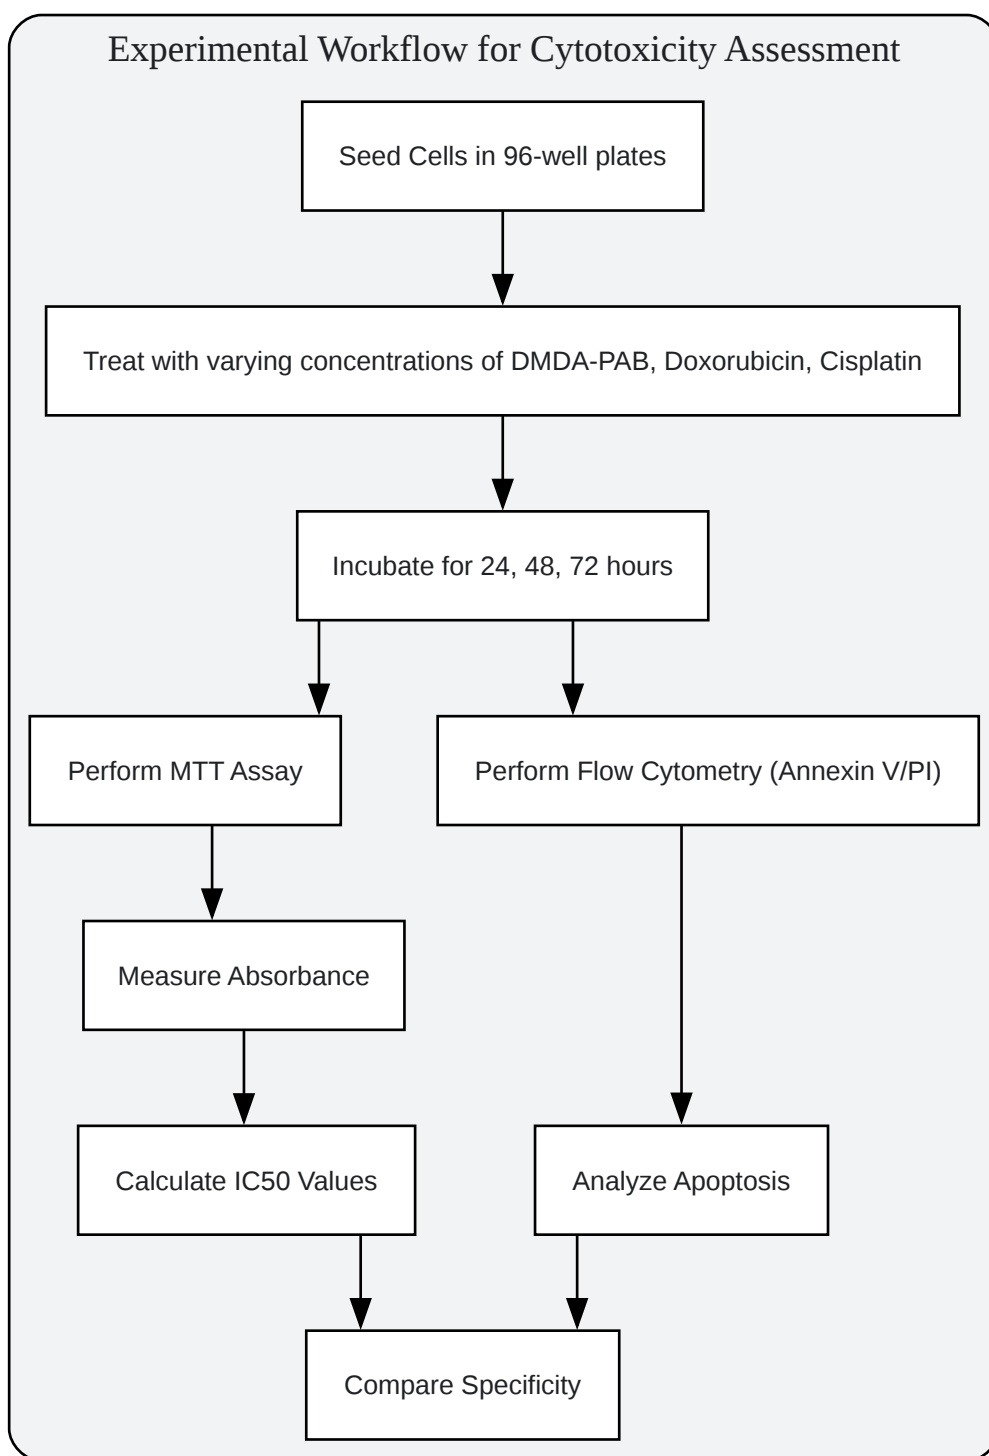 Experimental Workflow for Cytotoxicity Assessment
Seed Cells in 96-well plates
Treat with varying concentrations of DMDA-PAB, Doxorubicin, Cisplatin
Incubate for 24, 48, 72 hours
Perform MTT Assay
Perform Flow Cytometry (Annexin V/PI)
Measure Absorbance
Calculate IC50 Values
Analyze Apoptosis
Compare Specificity